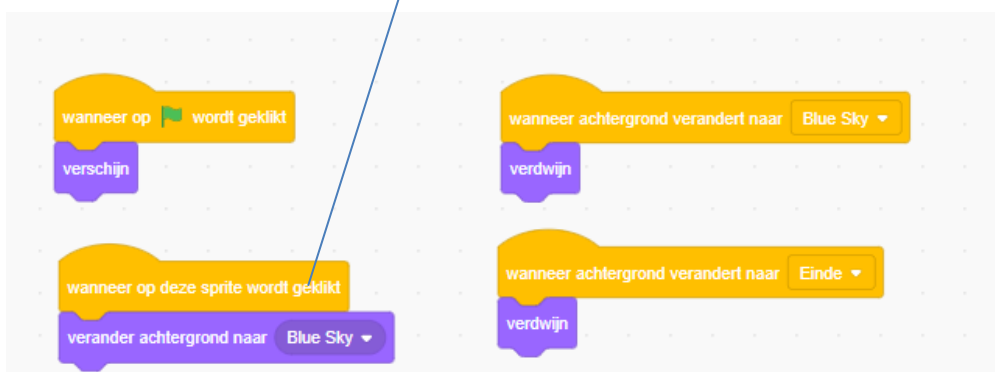 wanneer op wordt geklikt
verschijn
wanneer op deze sprite wordt geklikt
verander achtergrond naar Blue Sky
wanneer achtergrond verandert naar Blue Sky
verdwijn
wanneer achtergrond verandert naar Einde
verdwijn